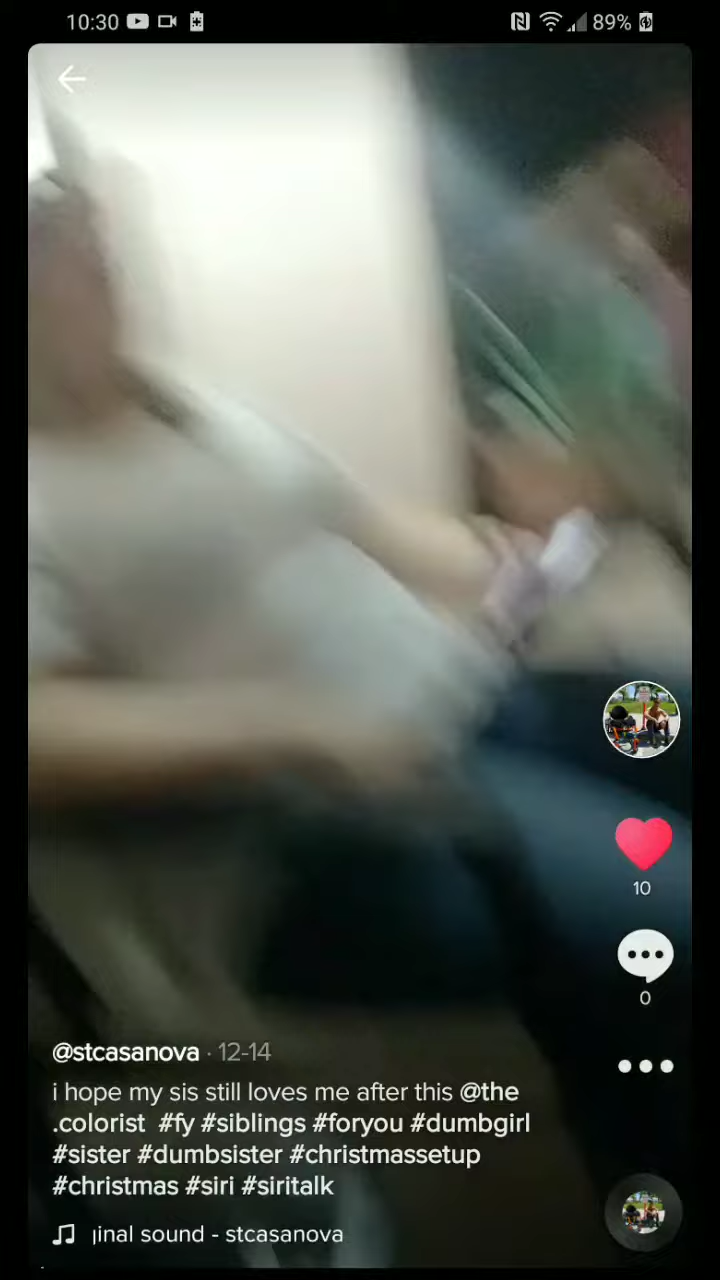 10:30
89%
@stcasanova · 12-14
i hope my sis still loves me after this @the
.colorist #fy #siblings #foryou #dumbgirl
#sister #dumbsister #christmassetup
#christmas #siri #siritalk
ginal sound - stcasanova
10
0